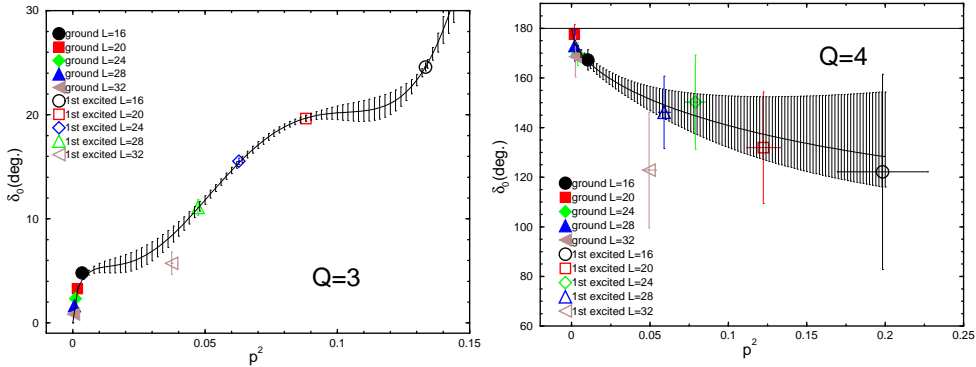 30
20
10
0
δ₀(deg.)
ground L=16
ground L=20
ground L=24
ground L=28
ground L=32
1st excited L=16
1st excited L=20
1st excited L=24
1st excited L=28
1st excited L=32
Q=3
0 0.05 0.1 0.15
p²
180
160
140
120
100
80
60
δ₀(deg.)
Q=4
ground L=16
ground L=20
ground L=24
ground L=28
ground L=32
1st excited L=16
1st excited L=20
1st excited L=24
1st excited L=28
1st excited L=32
0 0.05 0.1 0.15 0.2 0.25
p²